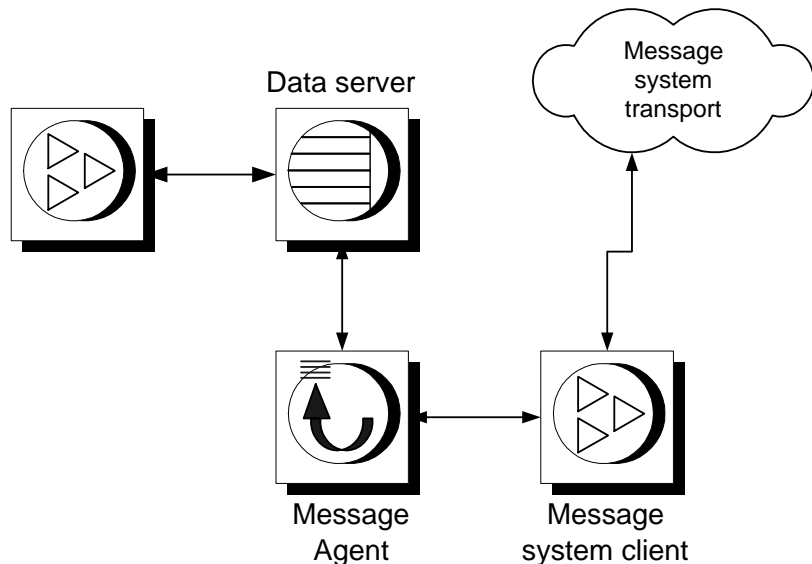 Message
system
transport
Data server
Message
Agent
Message
system client